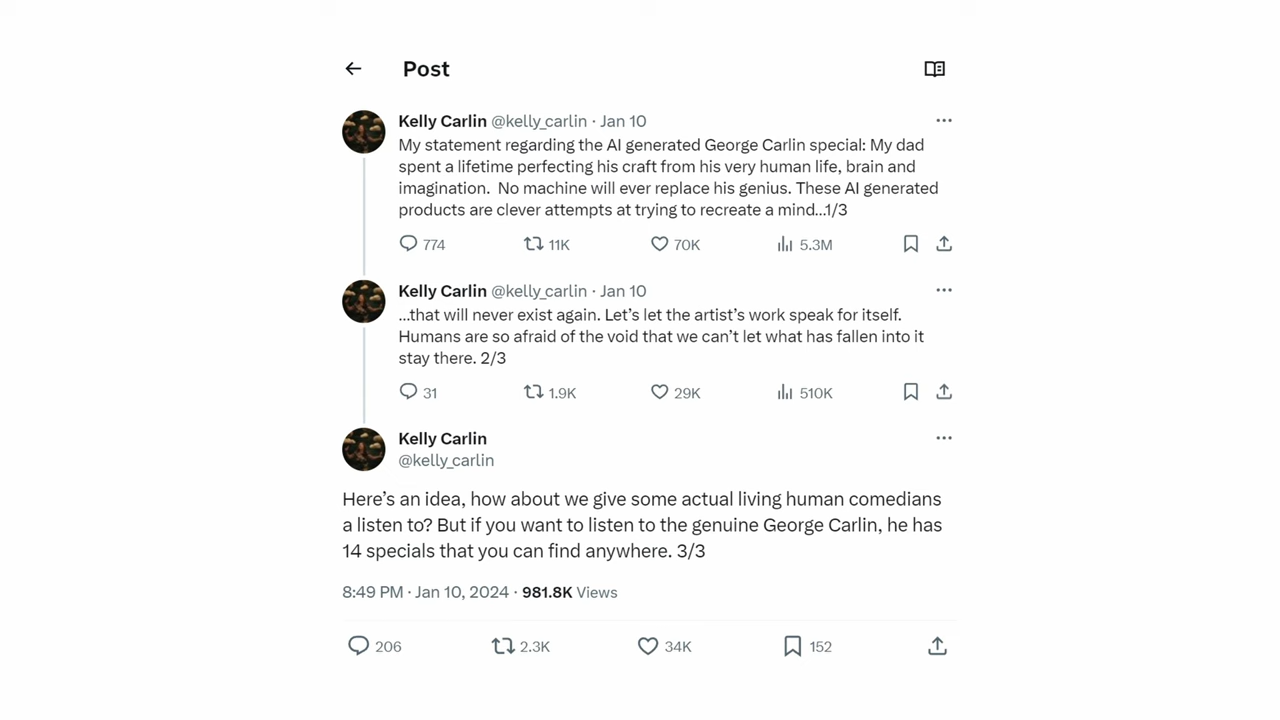 Post
Kelly Carlin @kelly_carlin · Jan 10
My statement regarding the AI generated George Carlin special: My dad
spent a lifetime perfecting his craft from his very human life, brain and
imagination.  No machine will ever replace his genius. These AI generated
products are clever attempts at trying to recreate a mind...1/3
774 11K 70K 5.3M
Kelly Carlin @kelly_carlin · Jan 10
...that will never exist again. Let’s let the artist’s work speak for itself.
Humans are so afraid of the void that we can’t let what has fallen into it
stay there. 2/3
31 1.9K 29K 510K
Kelly Carlin
@kelly_carlin
Here’s an idea, how about we give some actual living human comedians
a listen to? But if you want to listen to the genuine George Carlin, he has
14 specials that you can find anywhere. 3/3
8:49 PM · Jan 10, 2024 · 981.8K Views
206 2.3K 34K 152